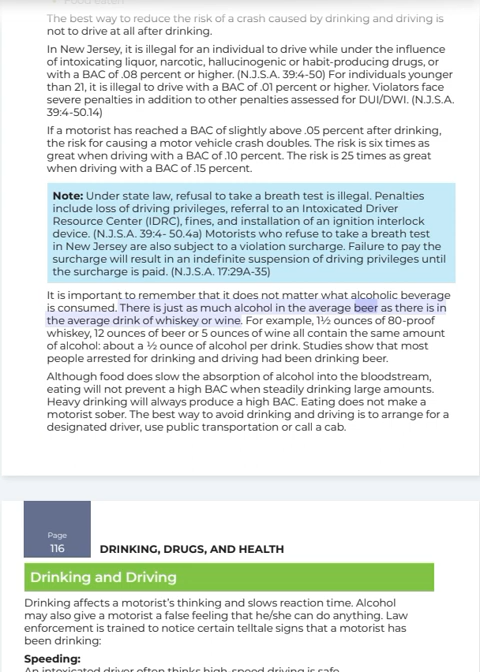 Food eaten
The best way to reduce the risk of a crash caused by drinking and driving is
not to drive at all after drinking.
In New Jersey, it is illegal for an individual to drive while under the influence
of intoxicating liquor, narcotic, hallucinogenic or habit-producing drugs, or
with a BAC of .08 percent or higher. (N.J.S.A. 39:4-50) For individuals younger
than 21, it is illegal to drive with a BAC of .01 percent or higher. Violators face
severe penalties in addition to other penalties assessed for DUI/DWI. (N.J.S.A.
39:4-50.14)
If a motorist has reached a BAC of slightly above .05 percent after drinking,
the risk for causing a motor vehicle crash doubles. The risk is six times as
great when driving with a BAC of .10 percent. The risk is 25 times as great
when driving with a BAC of .15 percent.
Note: Under state law, refusal to take a breath test is illegal. Penalties
include loss of driving privileges, referral to an Intoxicated Driver
Resource Center (IDRC), fines, and installation of an ignition interlock
device. (N.J.S.A. 39:4- 50.4a) Motorists who refuse to take a breath test
in New Jersey are also subject to a violation surcharge. Failure to pay the
surcharge will result in an indefinite suspension of driving privileges until
the surcharge is paid. (N.J.S.A. 17:29A-35)
It is important to remember that it does not matter what alcoholic beverage
is consumed. There is just as much alcohol in the average beer as there is in
the average drink of whiskey or wine. For example, 1½ ounces of 80-proof
whiskey, 12 ounces of beer or 5 ounces of wine all contain the same amount
of alcohol: about a ½ ounce of alcohol per drink. Studies show that most
people arrested for drinking and driving had been drinking beer.
Although food does slow the absorption of alcohol into the bloodstream,
eating will not prevent a high BAC when steadily drinking large amounts.
Heavy drinking will always produce a high BAC. Eating does not make a
motorist sober. The best way to avoid drinking and driving is to arrange for a
designated driver, use public transportation or call a cab.
Page
116
DRINKING, DRUGS, AND HEALTH
Drinking and Driving
Drinking affects a motorist's thinking and slows reaction time. Alcohol
may also give a motorist a false feeling that he/she can do anything. Law
enforcement is trained to notice certain telltale signs that a motorist has
been drinking:
Speeding:
An intoxicated driver often thinks high-speed driving is safe.